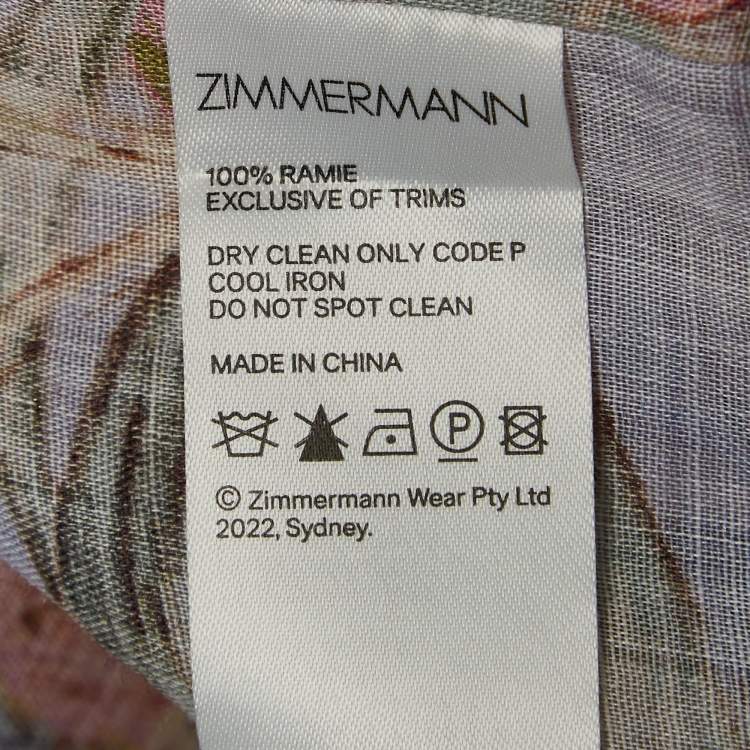 ZIMMERMANN
100% RAMIE
EXCLUSIVE OF TRIMS
DRY CLEAN ONLY CODE P
COOL IRON
DO NOT SPOT CLEAN
MADE IN CHINA
P
© Zimmermann Wear Pty Ltd
2022, Sydney.